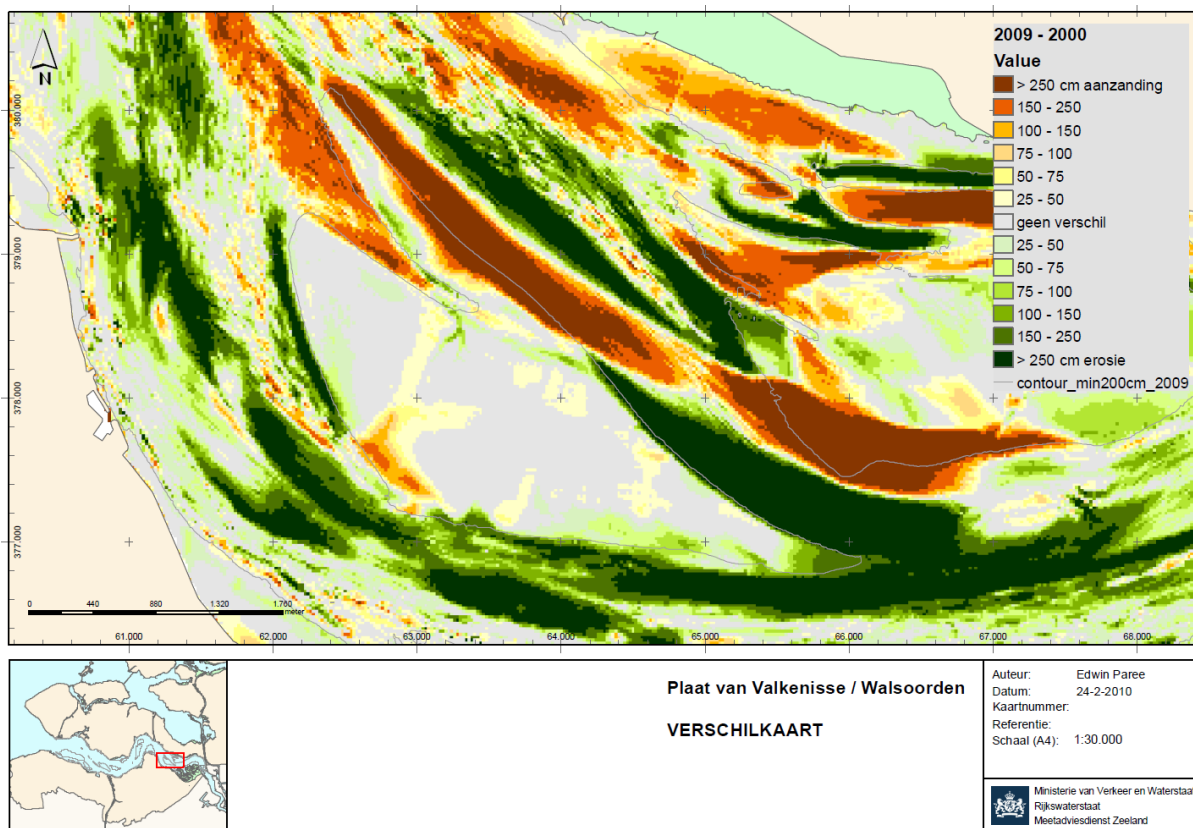 2009 - 2000
Value
> 250 cm aanzanding
150 - 250
100 - 150
75 - 100
50 - 75
25 - 50
geen verschil
25 - 50
50 - 75
75 - 100
100 - 150
150 - 250
> 250 cm erosie
contour_min200cm_2009
N
380.000
379.000
378.000
377.000
0 440 880 1.320 1.760
meter
61.000 62.000 63.000 64.000 65.000 66.000 67.000 68.000
Plaat van Valkenisse / Walsoorden
VERSCHILKAART
Auteur: Edwin Paree
Datum: 24-2-2010
Kaartnummer:
Referentie:
Schaal (A4): 1:30.000
Ministerie van Verkeer en Waterstaat
Rijkswaterstaat
Meetadviesdienst Zeeland